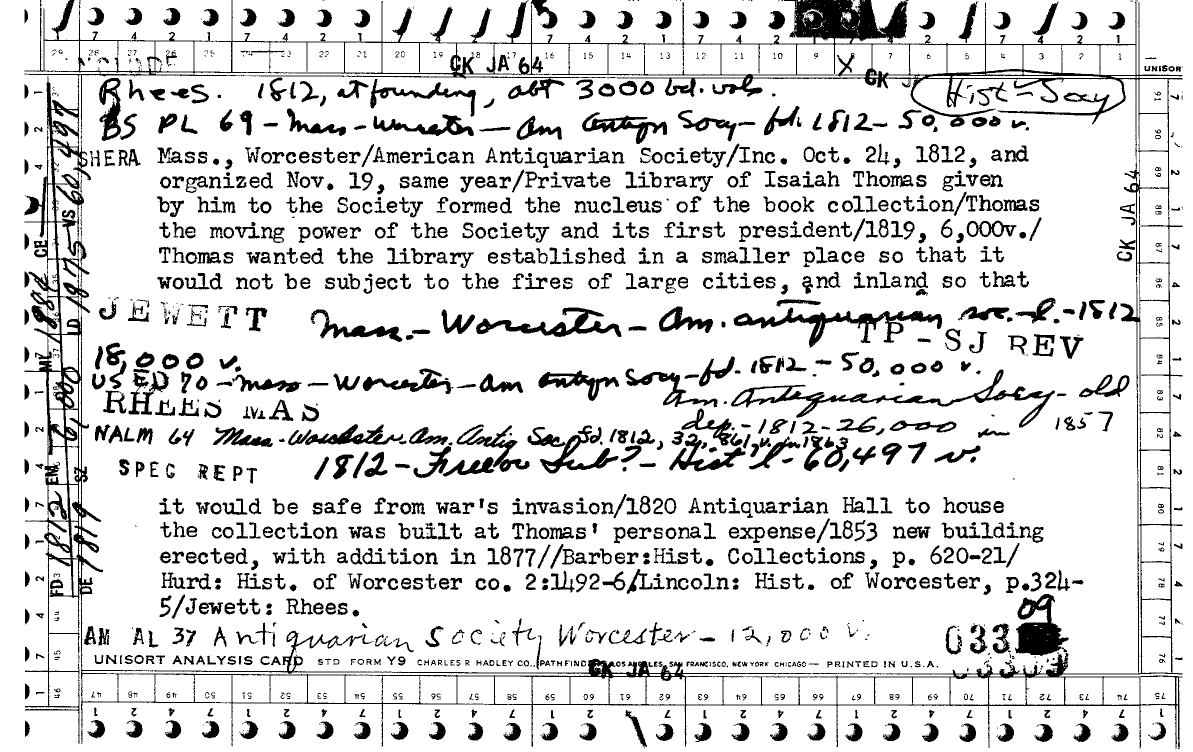 CK JA 64
Rhees. 1812, at founding, abt 3000 bd. vols.
Hist - Socy
BS PL 69 - Mass - Worcester - Am Antiqn Socy - fd. 1812 - 50,000 v.
SHERA Mass., Worcester/American Antiquarian Society/Inc. Oct. 24, 1812, and
organized Nov. 19, same year/Private library of Isaiah Thomas given
by him to the Society formed the nucleus of the book collection/Thomas
the moving power of the Society and its first president/1819, 6,000v./
Thomas wanted the library established in a smaller place so that it
would not be subject to the fires of large cities, and inland so that
JEWETT Mass. - Worcester - Am. antiquarian soc. - l. - 1812
TP - SJ REV
18,000 v.
US ED 70 - Mass - Worcester - Am Antiqn Socy - fd. 1812. - 50,000 v.
RHEES MAS Am. Antiquarian Socy - old
dep. - 1812 - 26,000 in 1857
NALM 64 Mass - Worcester. Am. Antiq Soc, fd. 1812, 32,861 v. in 1863
SPEC REPT 1812 - Free or Sub? - Hist l - 60,497 v.
it would be safe from war's invasion/1820 Antiquarian Hall to house
the collection was built at Thomas' personal expense/1853 new building
erected, with addition in 1877//Barber:Hist. Collections, p. 620-21/
Hurd: Hist. of Worcester co. 2:1492-6/Lincoln: Hist. of Worcester, p.324-
5/Jewett: Rhees.
09
AM AL 37 Antiquarian Society Worcester - 12,000 v.
033
03309
UNISORT ANALYSIS CARD STD FORM Y9 CHARLES R HADLEY CO., PATHFINDERS LOS ANGELES, SAN FRANCISCO, NEW YORK CHICAGO — PRINTED IN U.S.A.
CK JA 64
CK JA 64
UNISORT
FD 1812 EM 6,000 MY 1882 CE
DE 1819 SZ LD 1875 VS 60,497